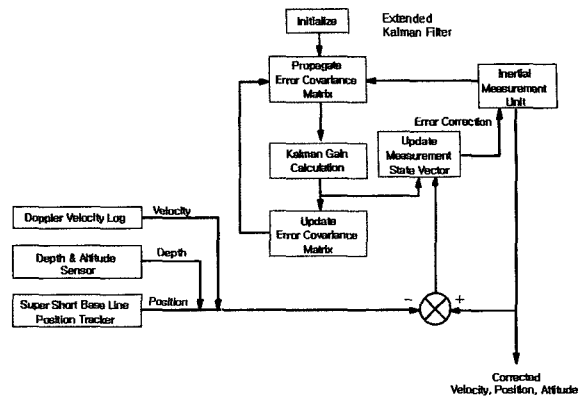 Initialize
Extended
Kalman Filter
Propagate
Error Covariance
Matrix
Inertial
Measurement
Unit
Error Correction
Kalman Gain
Calculation
Update
Measurement
State Vector
Update
Error Covariance
Matrix
Doppler Velocity Log
Velocity
Depth & Altitude
Sensor
Depth
Super Short Base Line
Position Tracker
Position
−
+
Corrected
Velocity, Position, Attitude